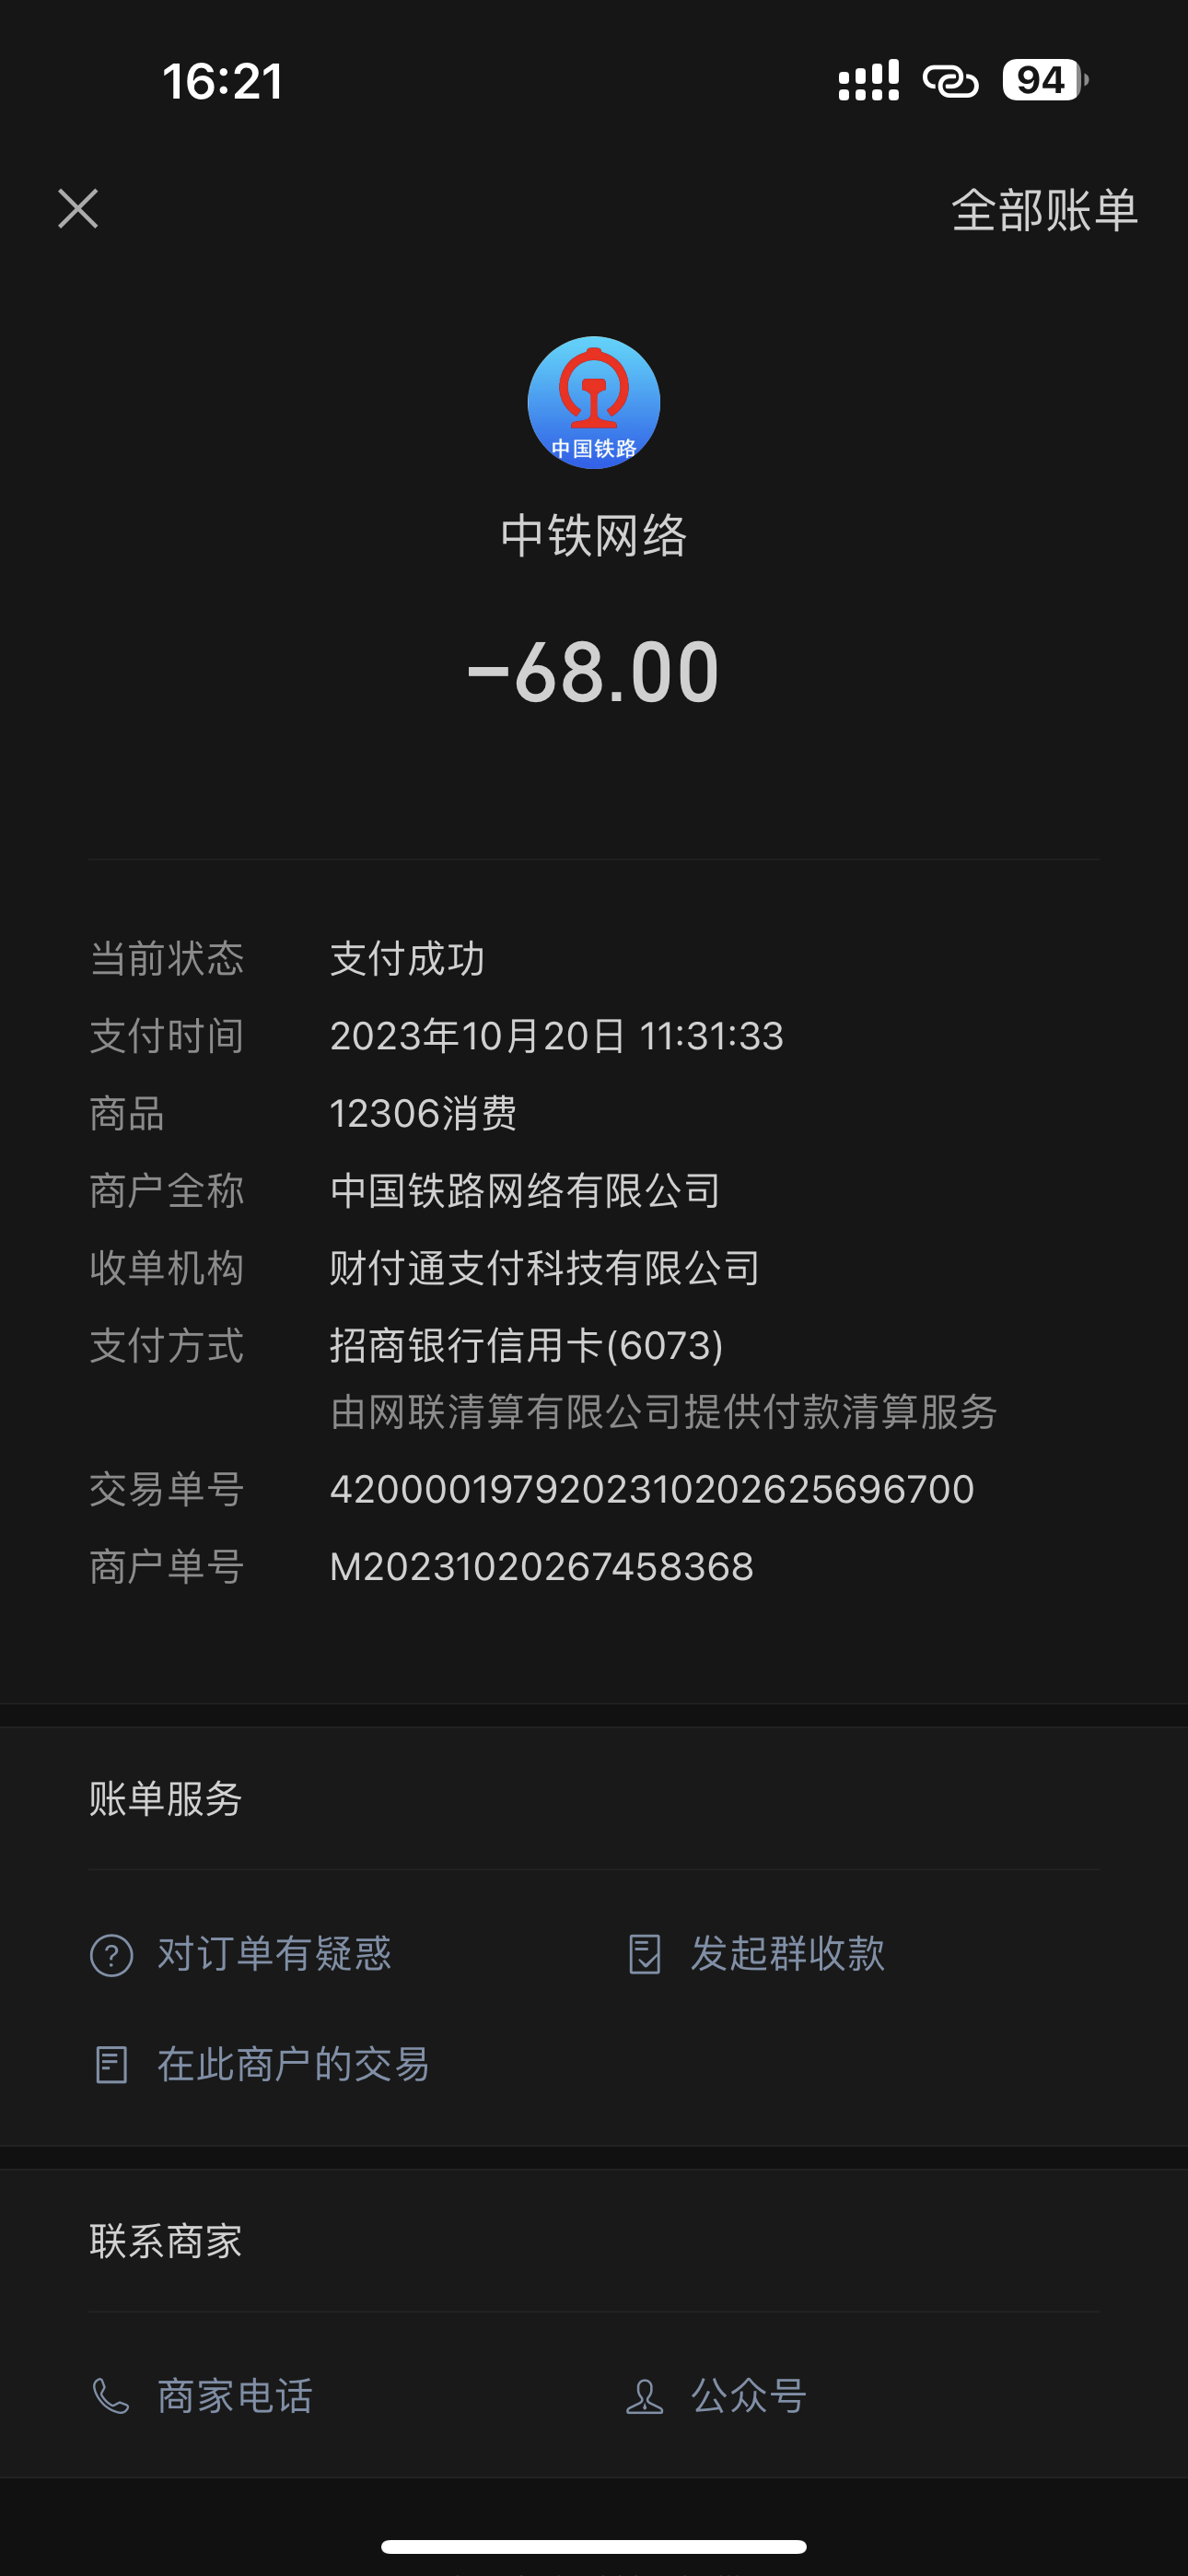 16:21
94
全部账单
中国铁路
中铁网络
-68.00
当前状态 支付成功
支付时间 2023年10月20日 11:31:33
商品 12306消费
商户全称 中国铁路网络有限公司
收单机构 财付通支付科技有限公司
支付方式 招商银行信用卡(6073)
由网联清算有限公司提供付款清算服务
交易单号 4200001979202310202625696700
商户单号 M20231020267458368
账单服务
对订单有疑惑 发起群收款
在此商户的交易
联系商家
商家电话 公众号